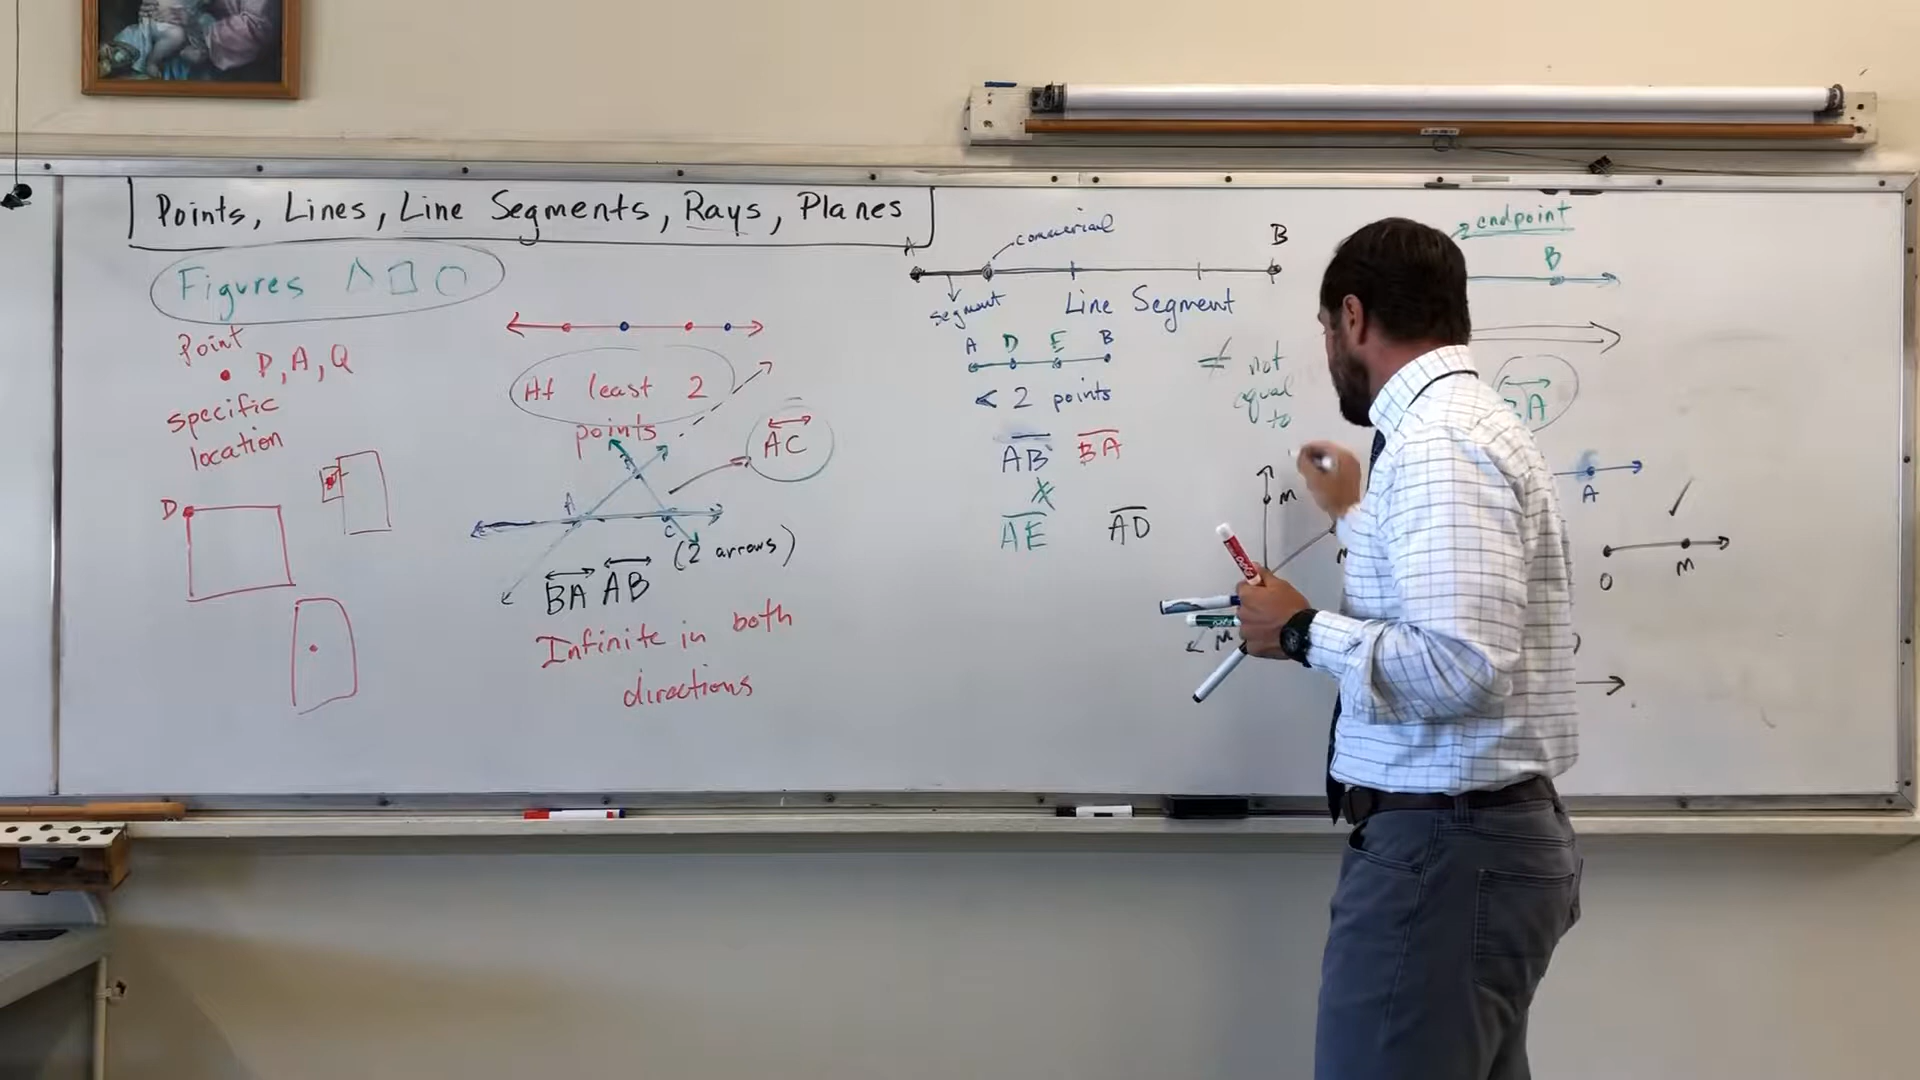 Points, Lines, Line Segments, Rays, Planes
Figures
Point
P, A, Q
specific
location
D
At least 2
points
AC
A
C
(2 arrows)
BA AB
Infinite in both
directions
A
commerical
B
segment
Line Segment
A D E B
< 2 points
AB BA
AE AD
≠ not
equal
to
endpoint
B
A
A
M
O M
M